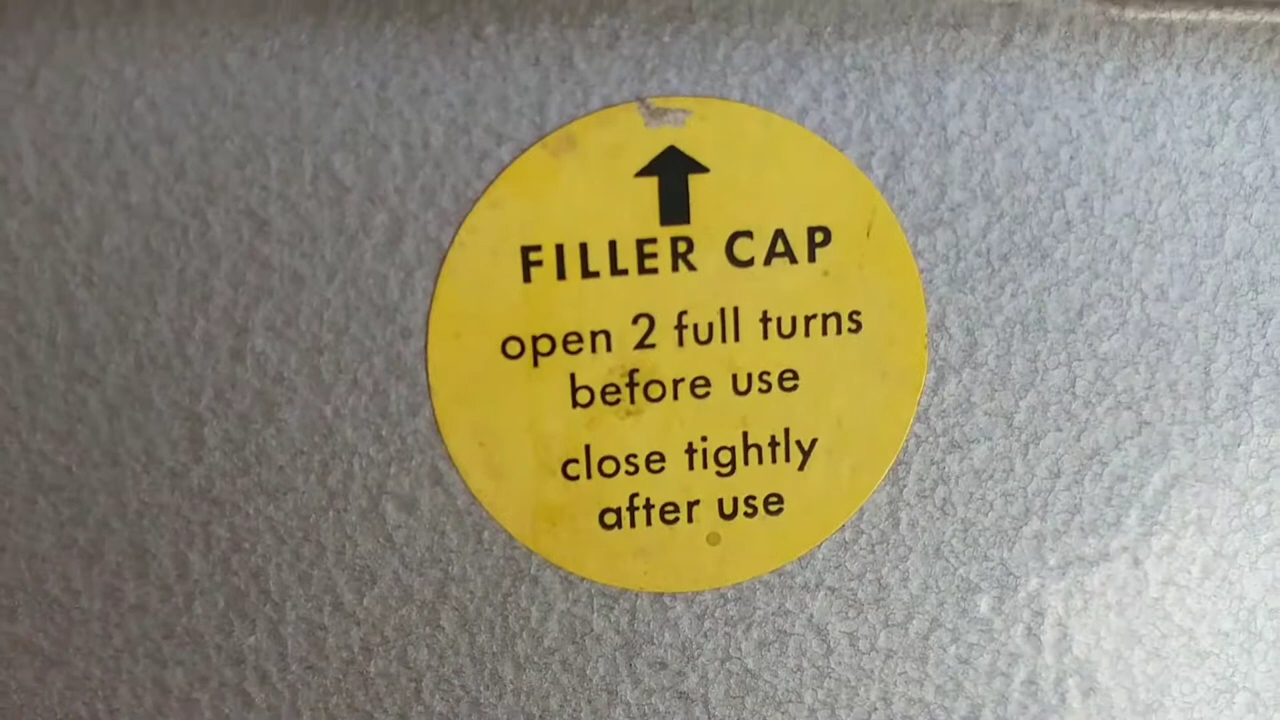 FILLER CAP
open 2 full turns
before use
close tightly
after use